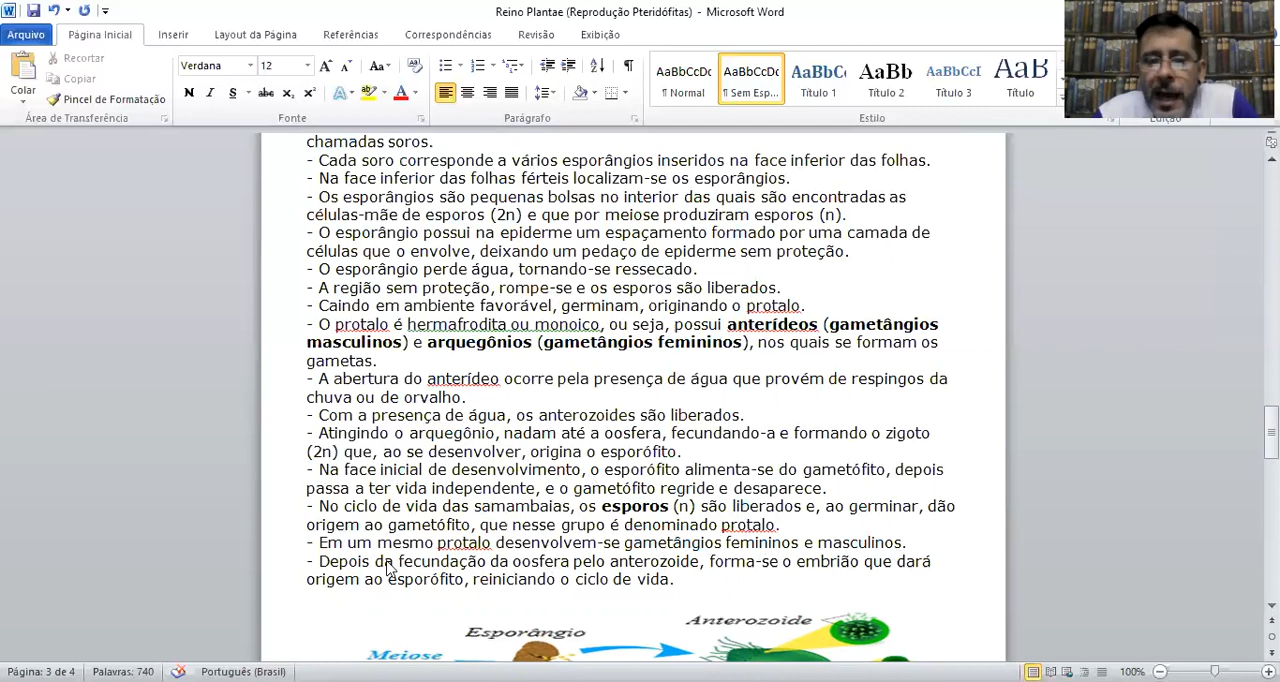 Reino Plantae (Reprodução Pteridófitas) - Microsoft Word
Arquivo Página Inicial Inserir Layout da Página Referências Correspondências Revisão Exibição
Recortar
Copiar
Pincel de Formatação
Colar
Área de Transferência
Verdana 12
Fonte
Parágrafo
AaBbCcDc AaBbCcDc AaBbC AaBb AaBbCcI AaB
¶ Normal ¶ Sem Esp... Título 1 Título 2 Título 3 Título
Estilo
Edição
chamadas soros.
- Cada soro corresponde a vários esporângios inseridos na face inferior das folhas.
- Na face inferior das folhas férteis localizam-se os esporângios.
- Os esporângios são pequenas bolsas no interior das quais são encontradas as
células-mãe de esporos (2n) e que por meiose produziram esporos (n).
- O esporângio possui na epiderme um espaçamento formado por uma camada de
células que o envolve, deixando um pedaço de epiderme sem proteção.
- O esporângio perde água, tornando-se ressecado.
- A região sem proteção, rompe-se e os esporos são liberados.
- Caindo em ambiente favorável, germinam, originando o protalo.
- O protalo é hermafrodita ou monoico, ou seja, possui anterídeos (gametângios
masculinos) e arquegônios (gametângios femininos), nos quais se formam os
gametas.
- A abertura do anterídeo ocorre pela presença de água que provém de respingos da
chuva ou de orvalho.
- Com a presença de água, os anterozoides são liberados.
- Atingindo o arquegônio, nadam até a oosfera, fecundando-a e formando o zigoto
(2n) que, ao se desenvolver, origina o esporófito.
- Na face inicial de desenvolvimento, o esporófito alimenta-se do gametófito, depois
passa a ter vida independente, e o gametófito regride e desaparece.
- No ciclo de vida das samambaias, os esporos (n) são liberados e, ao germinar, dão
origem ao gametófito, que nesse grupo é denominado protalo.
- Em um mesmo protalo desenvolvem-se gametângios femininos e masculinos.
- Depois da fecundação da oosfera pelo anterozoide, forma-se o embrião que dará
origem ao esporófito, reiniciando o ciclo de vida.
Anterozoide
Esporângio
Meiose
Página: 3 de 4 Palavras: 740 Português (Brasil) 100%